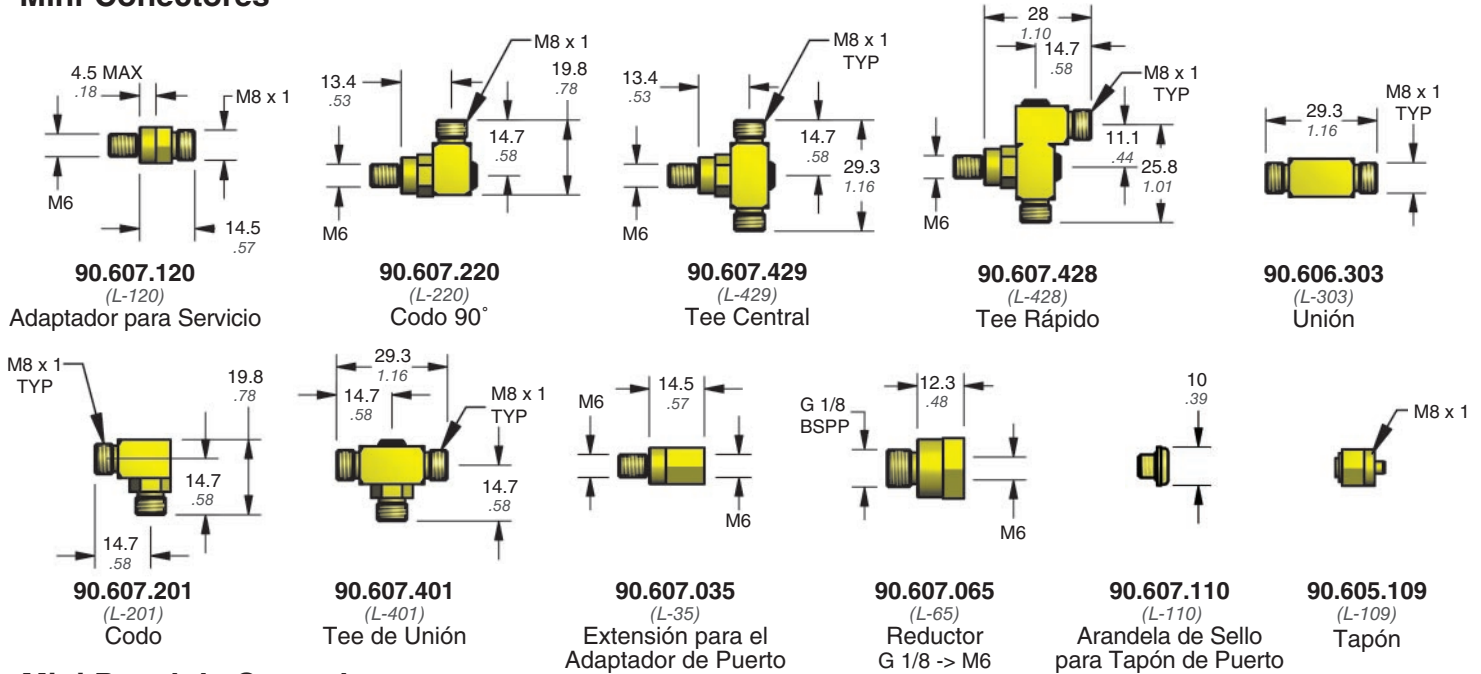 4.5 MAX
.18
M8 x 1
M6
14.5
.57
90.607.120
(L-120)
Adaptador para Servicio
13.4
.53
M8 x 1
19.8
.78
14.7
.58
M6
90.607.220
(L-220)
Codo 90˚
13.4
.53
M8 x 1
TYP
14.7
.58
29.3
1.16
M6
90.607.429
(L-429)
Tee Central
28
1.10
14.7
.58
M8 x 1
TYP
11.1
.44
25.8
1.01
M6
90.607.428
(L-428)
Tee Rápido
29.3
1.16
M8 x 1
TYP
90.606.303
(L-303)
Unión
M8 x 1
TYP
19.8
.78
14.7
.58
14.7
.58
90.607.201
(L-201)
Codo
29.3
1.16
14.7
.58
M8 x 1
TYP
14.7
.58
90.607.401
(L-401)
Tee de Unión
M6
14.5
.57
M6
90.607.035
(L-35)
Extensión para el
Adaptador de Puerto
12.3
.48
G 1/8
BSPP
M6
90.607.065
(L-65)
Reductor
G 1/8 -> M6
10
.39
90.607.110
(L-110)
Arandela de Sello
para Tapón de Puerto
M8 x 1
90.605.109
(L-109)
Tapón